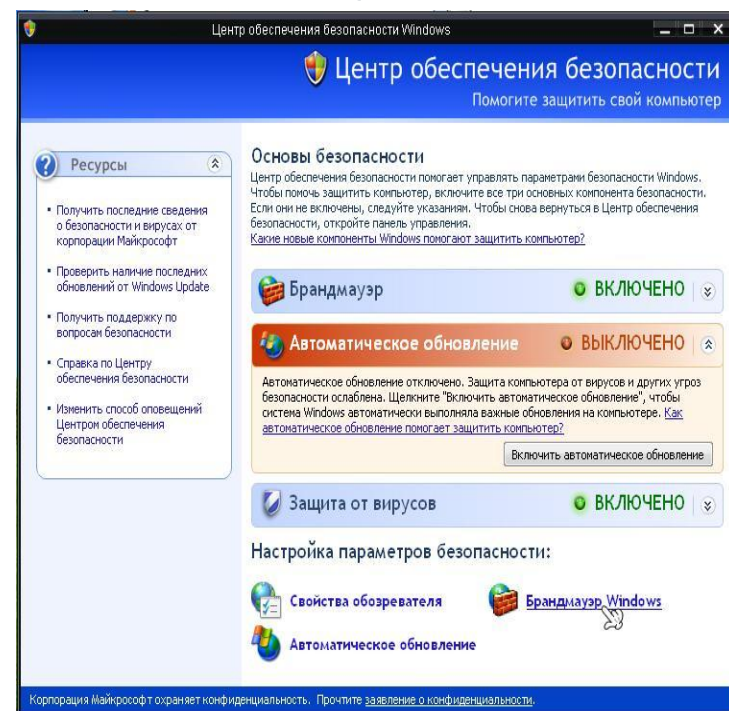 Центр обеспечения безопасности Windows
Центр обеспечения безопасности
Помогите защитить свой компьютер
Ресурсы
Получить последние сведения
о безопасности и вирусах от
корпорации Майкрософт
Проверить наличие последних
обновлений от Windows Update
Получить поддержку по
вопросам безопасности
Справка по Центру
обеспечения безопасности
Изменить способ оповещений
Центром обеспечения
безопасности
Основы безопасности
Центр обеспечения безопасности помогает управлять параметрами безопасности Windows.
Чтобы помочь защитить компьютер, включите все три основных компонента безопасности.
Если они не включены, следуйте указаниям. Чтобы снова вернуться в Центр обеспечения
безопасности, откройте панель управления.
Какие новые компоненты Windows помогают защитить компьютер?
Брандмауэр ВКЛЮЧЕНО
Автоматическое обновление ВЫКЛЮЧЕНО
Автоматическое обновление отключено. Защита компьютера от вирусов и других угроз
безопасности ослаблена. Щелкните "Включить автоматическое обновление", чтобы
система Windows автоматически выполняла важные обновления на компьютере. Как
автоматическое обновление помогает защитить компьютер?
Включить автоматическое обновление
Защита от вирусов ВКЛЮЧЕНО
Настройка параметров безопасности:
Свойства обозревателя Брандмауэр Windows
Автоматическое обновление
Корпорация Майкрософт охраняет конфиденциальность. Прочтите заявление о конфиденциальности.